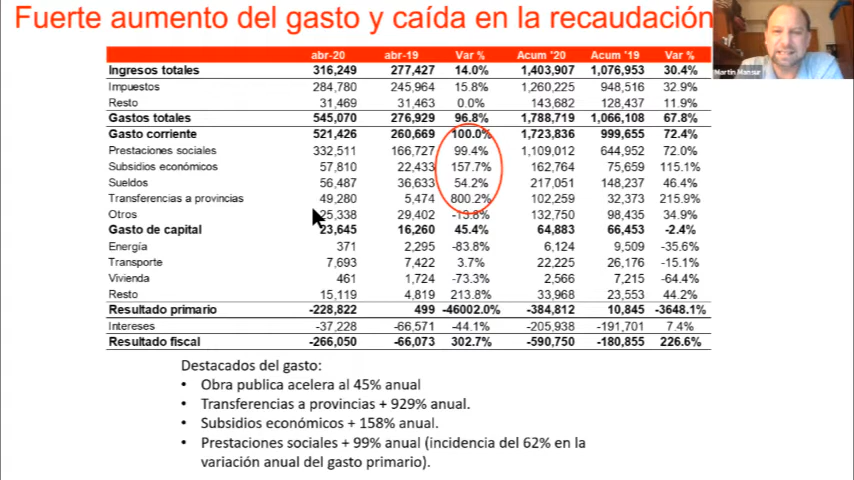 Fuerte aumento del gasto y caída en la recaudación
Martin Mansur
abr-20 abr-19 Var % Acum '20 Acum '19 Var %
Ingresos totales 316,249 277,427 14.0% 1,403,907 1,076,953 30.4%
Impuestos 284,780 245,964 15.8% 1,260,225 948,516 32.9%
Resto 31,469 31,463 0.0% 143,682 128,437 11.9%
Gastos totales 545,070 276,929 96.8% 1,788,719 1,066,108 67.8%
Gasto corriente 521,426 260,669 100.0% 1,723,836 999,655 72.4%
Prestaciones sociales 332,511 166,727 99.4% 1,109,012 644,952 72.0%
Subsidios económicos 57,810 22,433 157.7% 162,764 75,659 115.1%
Sueldos 56,487 36,633 54.2% 217,051 148,237 46.4%
Transferencias a provincias 49,280 5,474 800.2% 102,259 32,373 215.9%
Otros 25,338 29,402 -13.8% 132,750 98,435 34.9%
Gasto de capital 23,645 16,260 45.4% 64,883 66,453 -2.4%
Energía 371 2,295 -83.8% 6,124 9,509 -35.6%
Transporte 7,693 7,422 3.7% 22,225 26,176 -15.1%
Vivienda 461 1,724 -73.3% 2,566 7,215 -64.4%
Resto 15,119 4,819 213.8% 33,968 23,553 44.2%
Resultado primario -228,822 499 -46002.0% -384,812 10,845 -3648.1%
Intereses -37,228 -66,571 -44.1% -205,938 -191,701 7.4%
Resultado fiscal -266,050 -66,073 302.7% -590,750 -180,855 226.6%
Destacados del gasto:
• Obra publica acelera al 45% anual
• Transferencias a provincias + 929% anual.
• Subsidios económicos + 158% anual.
• Prestaciones sociales + 99% anual (incidencia del 62% en la
variación anual del gasto primario).